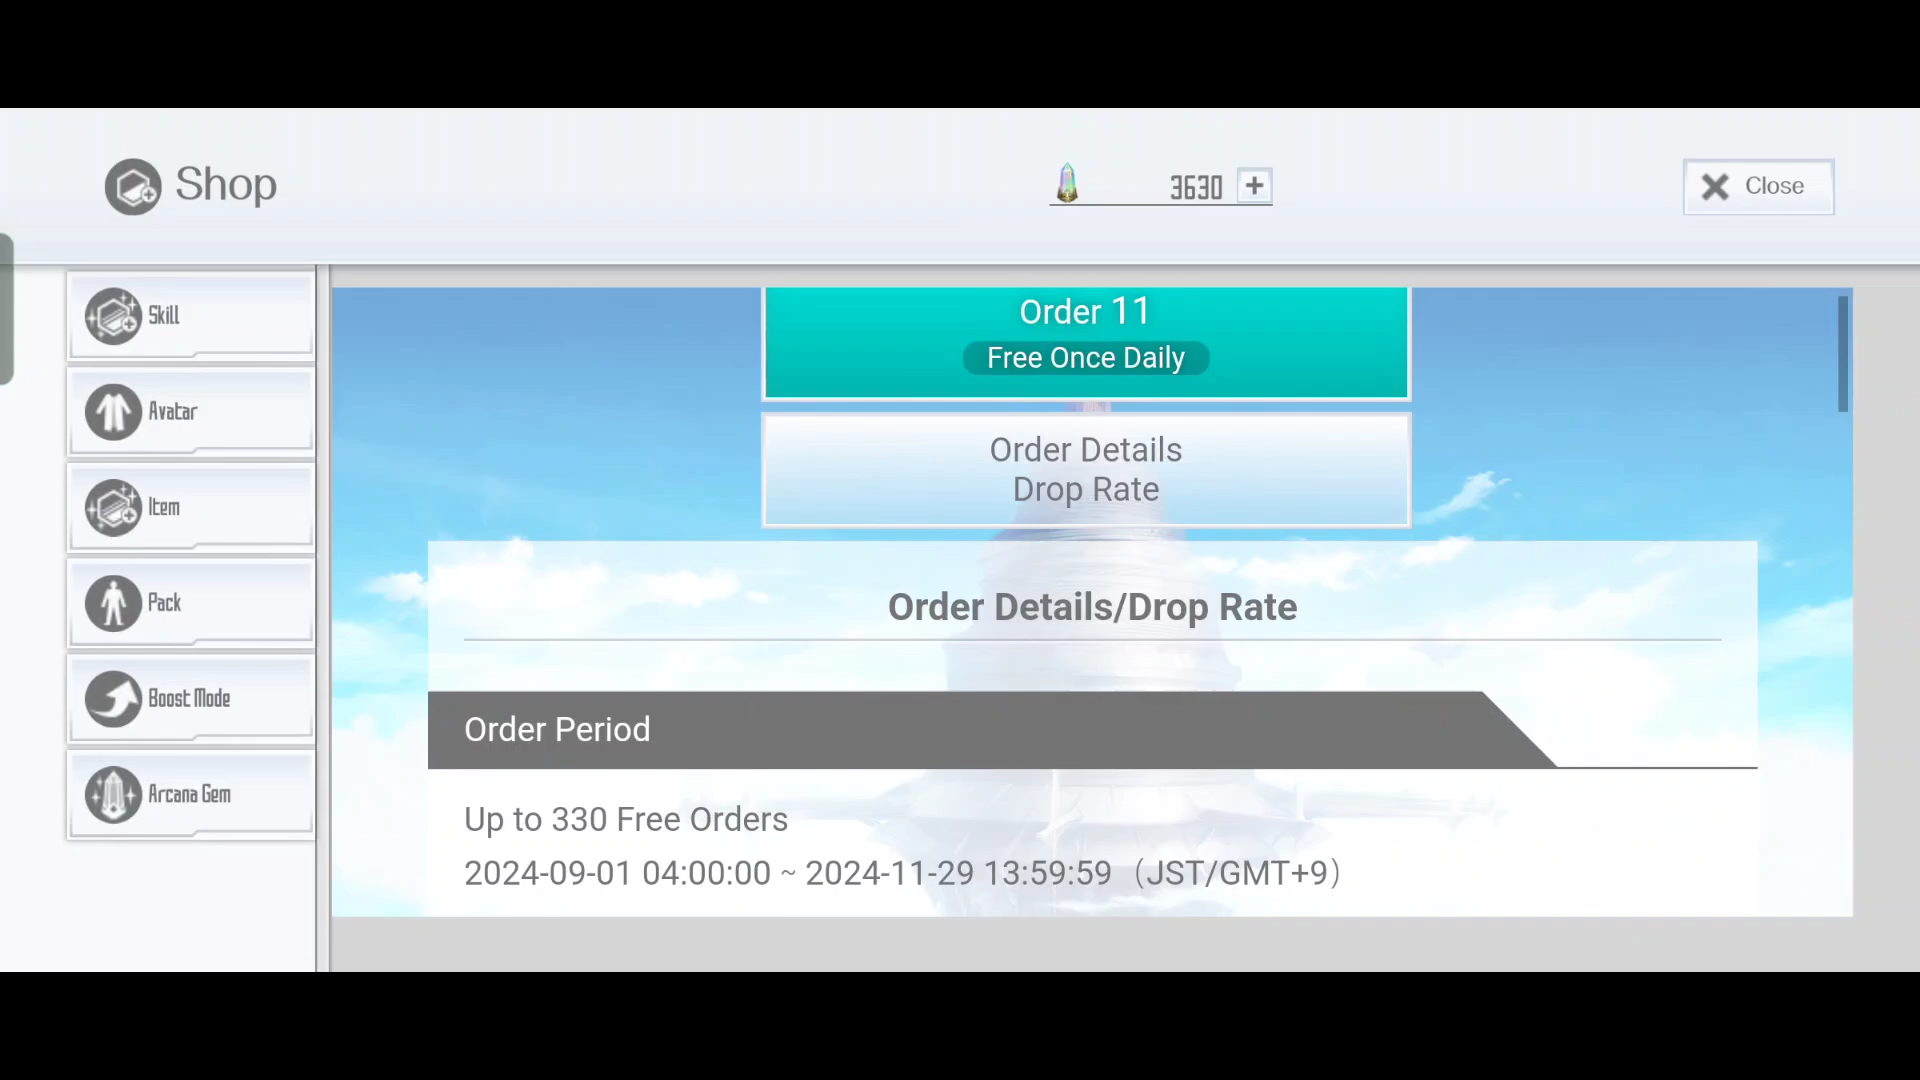 Shop
3630
Close
Skill
Avatar
Item
Pack
Boost Mode
Arcana Gem
Order 11
Free Once Daily
Order Details
Drop Rate
Order Details/Drop Rate
Order Period
Up to 330 Free Orders
2024-09-01 04:00:00 ~ 2024-11-29 13:59:59（JST/GMT+9）